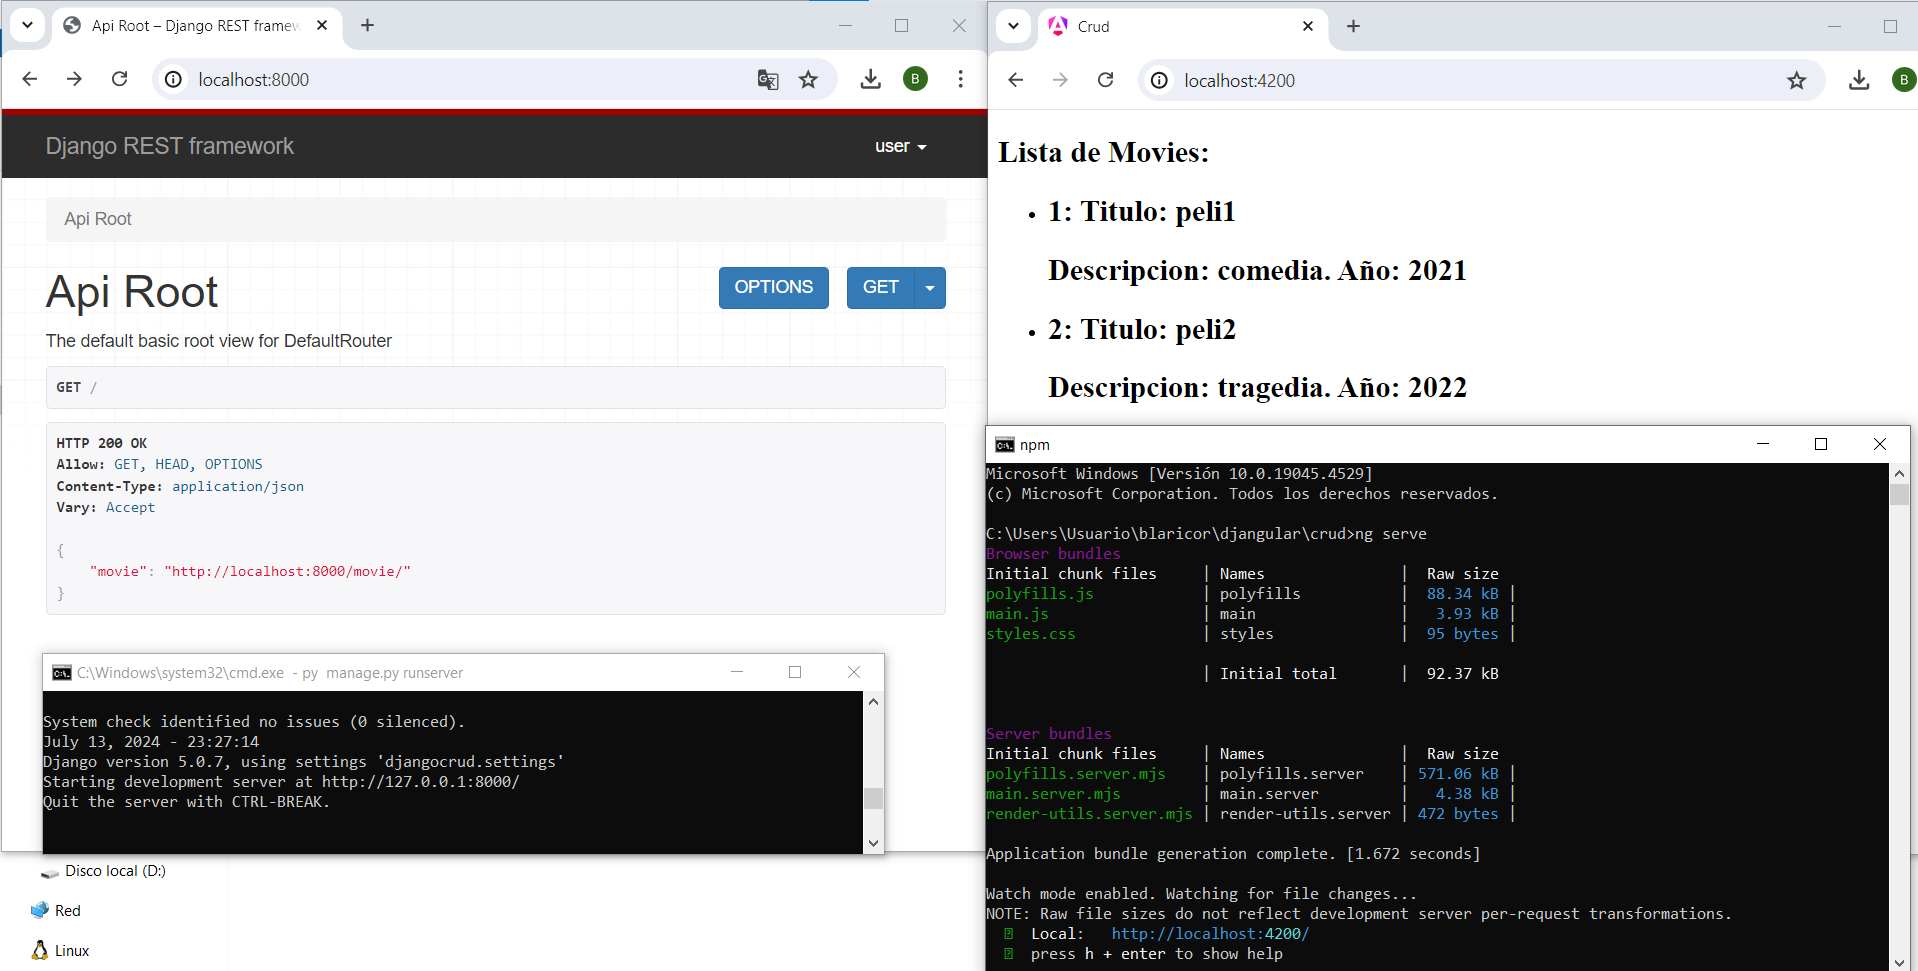 Api Root – Django REST framew
localhost:8000
B
Django REST framework
user
Api Root
Api Root
OPTIONS
GET
The default basic root view for DefaultRouter
GET /
HTTP 200 OK
Allow: GET, HEAD, OPTIONS
Content-Type: application/json
Vary: Accept
{
"movie": "http://localhost:8000/movie/"
}
C:\Windows\system32\cmd.exe - py manage.py runserver
System check identified no issues (0 silenced).
July 13, 2024 - 23:27:14
Django version 5.0.7, using settings 'djangocrud.settings'
Starting development server at http://127.0.0.1:8000/
Quit the server with CTRL-BREAK.
Disco local (D:)
Red
Linux
Crud
localhost:4200
B
Lista de Movies:
• 1: Titulo: peli1
Descripcion: comedia. Año: 2021
• 2: Titulo: peli2
Descripcion: tragedia. Año: 2022
npm
Microsoft Windows [Versión 10.0.19045.4529]
(c) Microsoft Corporation. Todos los derechos reservados.
C:\Users\Usuario\blaricor\djangular\crud>ng serve
Browser bundles
Initial chunk files | Names | Raw size
polyfills.js | polyfills | 88.34 kB |
main.js | main | 3.93 kB |
styles.css | styles | 95 bytes |
| Initial total | 92.37 kB
Server bundles
Initial chunk files | Names | Raw size
polyfills.server.mjs | polyfills.server | 571.06 kB |
main.server.mjs | main.server | 4.38 kB |
render-utils.server.mjs | render-utils.server | 472 bytes |
Application bundle generation complete. [1.672 seconds]
Watch mode enabled. Watching for file changes...
NOTE: Raw file sizes do not reflect development server per-request transformations.
Local: http://localhost:4200/
press h + enter to show help